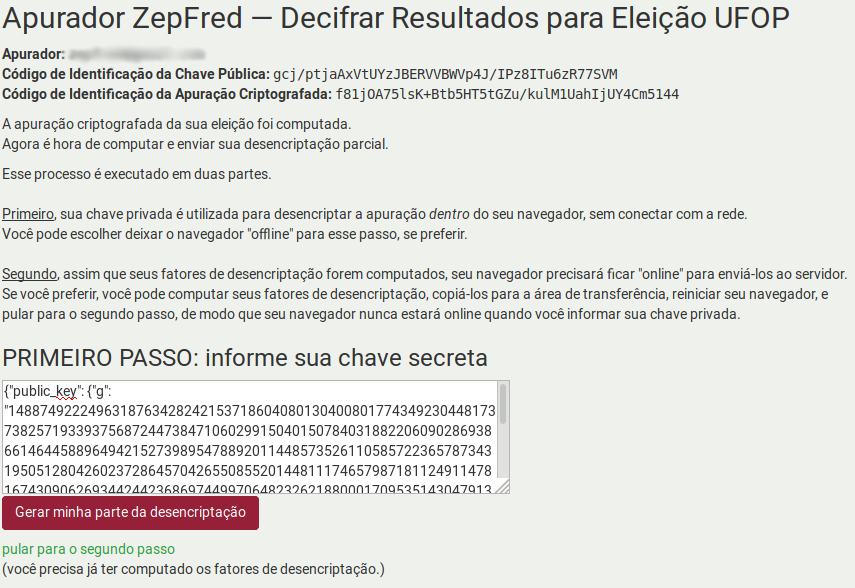 Apurador ZepFred — Decifrar Resultados para Eleição UFOP
Apurador:
Código de Identificação da Chave Pública: gcj/ptjaAxVtUYzJBERVVBWVp4J/IPz8ITu6zR77SVM
Código de Identificação da Apuração Criptografada: f81jOA75lsK+Btb5HT5tGZu/kulM1UahIjUY4Cm5144
A apuração criptografada da sua eleição foi computada.
Agora é hora de computar e enviar sua desencriptação parcial.
Esse processo é executado em duas partes.
Primeiro, sua chave privada é utilizada para desencriptar a apuração dentro do seu navegador, sem conectar com a rede.
Você pode escolher deixar o navegador "offline" para esse passo, se preferir.
Segundo, assim que seus fatores de desencriptação forem computados, seu navegador precisará ficar "online" para enviá-los ao servidor.
Se você preferir, você pode computar seus fatores de desencriptação, copiá-los para a área de transferência, reiniciar seu navegador, e
pular para o segundo passo, de modo que seu navegador nunca estará online quando você informar sua chave privada.
PRIMEIRO PASSO: informe sua chave secreta
{"public_key": {"g":
"14887492224963187634282421537186040801304008017743492304481737382571933937568724473847106029915040150784031882206090286938
66146445889649421527398954788920114485735261105857223657873431950512804260237286457042655085520144811174657987181124911478
16743090626934424423686974499706482326218800017095351430479 13
Gerar minha parte da desencriptação
pular para o segundo passo
(você precisa já ter computado os fatores de desencriptação.)